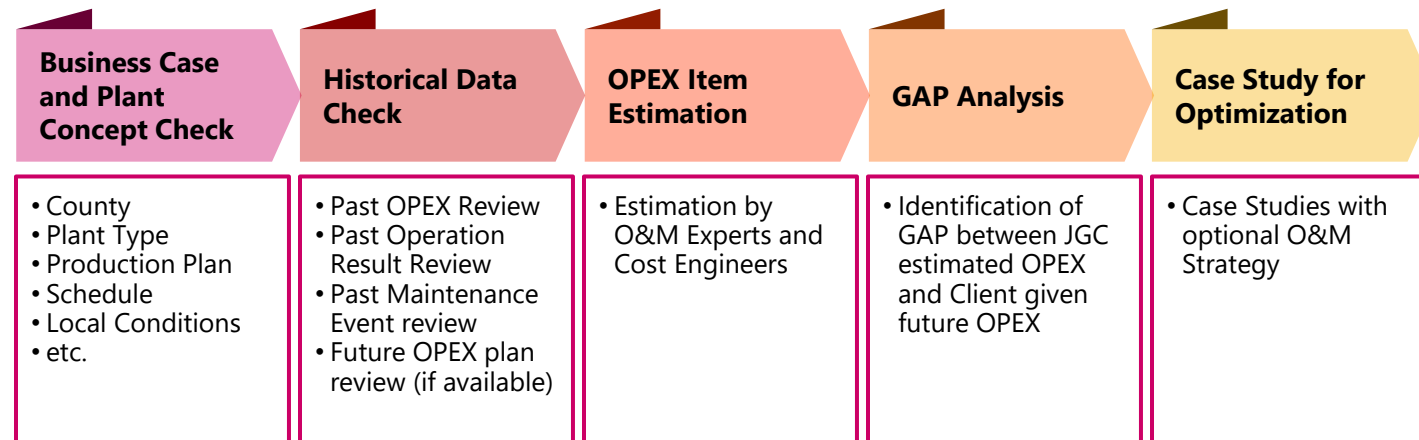 Business Case
and Plant
Concept Check
Historical Data
Check
OPEX Item
Estimation
GAP Analysis
Case Study for
Optimization
• County
• Plant Type
• Production Plan
• Schedule
• Local Conditions
• etc.
• Past OPEX Review
• Past Operation
Result Review
• Past Maintenance
Event review
• Future OPEX plan
review (if available)
• Estimation by
O&M Experts and
Cost Engineers
• Identification of
GAP between JGC
estimated OPEX
and Client given
future OPEX
• Case Studies with
optional O&M
Strategy